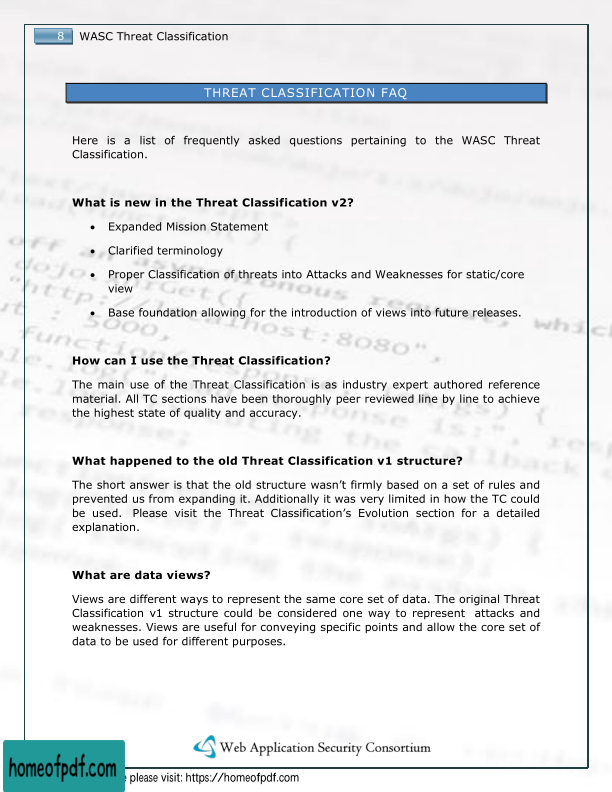 8 WASC Threat Classification
THREAT CLASSIFICATION FAQ
Here is a list of frequently asked questions pertaining to the WASC Threat
Classification.
What is new in the Threat Classification v2?
• Expanded Mission Statement
• Clarified terminology
• Proper Classification of threats into Attacks and Weaknesses for static/core
view
• Base foundation allowing for the introduction of views into future releases.
How can I use the Threat Classification?
The main use of the Threat Classification is as industry expert authored reference
material. All TC sections have been thoroughly peer reviewed line by line to achieve
the highest state of quality and accuracy.
What happened to the old Threat Classification v1 structure?
The short answer is that the old structure wasn’t firmly based on a set of rules and
prevented us from expanding it. Additionally it was very limited in how the TC could
be used. Please visit the Threat Classification’s Evolution section for a detailed
explanation.
What are data views?
Views are different ways to represent the same core set of data. The original Threat
Classification v1 structure could be considered one way to represent attacks and
weaknesses. Views are useful for conveying specific points and allow the core set of
data to be used for different purposes.
Web Application Security Consortium
homeofpdf.com
please visit: https://homeofpdf.com